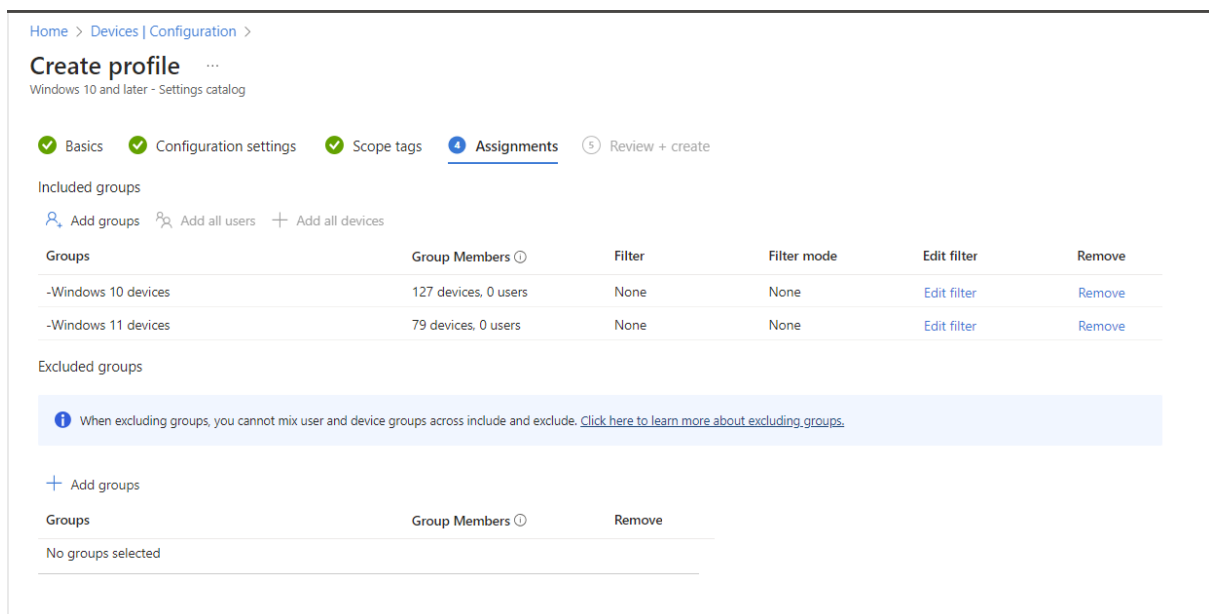 Home > Devices | Configuration >
Create profile ...
Windows 10 and later - Settings catalog
Basics Configuration settings Scope tags 4 Assignments 5 Review + create
Included groups
Add groups Add all users Add all devices
Groups Group Members Filter Filter mode Edit filter Remove
-Windows 10 devices 127 devices, 0 users None None Edit filter Remove
-Windows 11 devices 79 devices, 0 users None None Edit filter Remove
Excluded groups
When excluding groups, you cannot mix user and device groups across include and exclude. Click here to learn more about excluding groups.
Add groups
Groups Group Members Remove
No groups selected